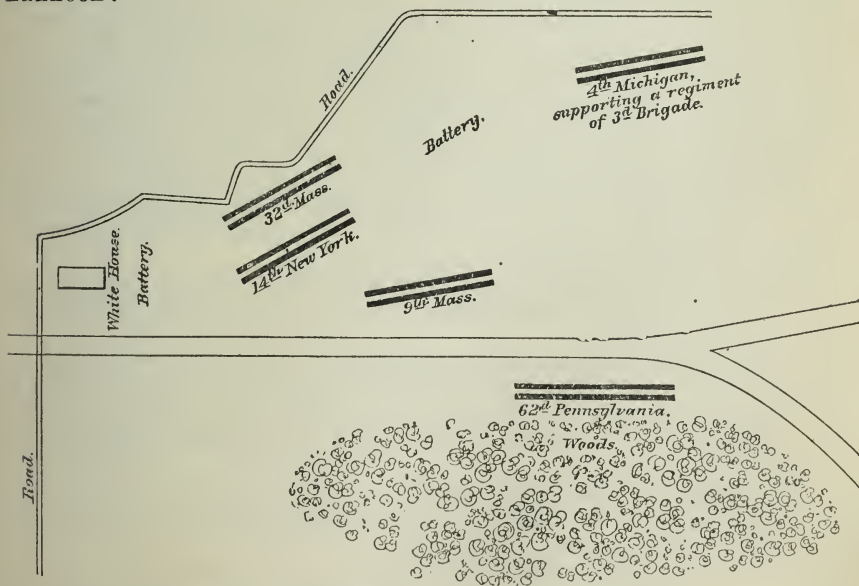 Road.
4th Michigan,
supporting a regiment
of 3d Brigade.
Battery.
32d Mass.
White House.
Battery.
14th New York.
9th Mass.
62d Pennsylvania.
Woods.
Road.